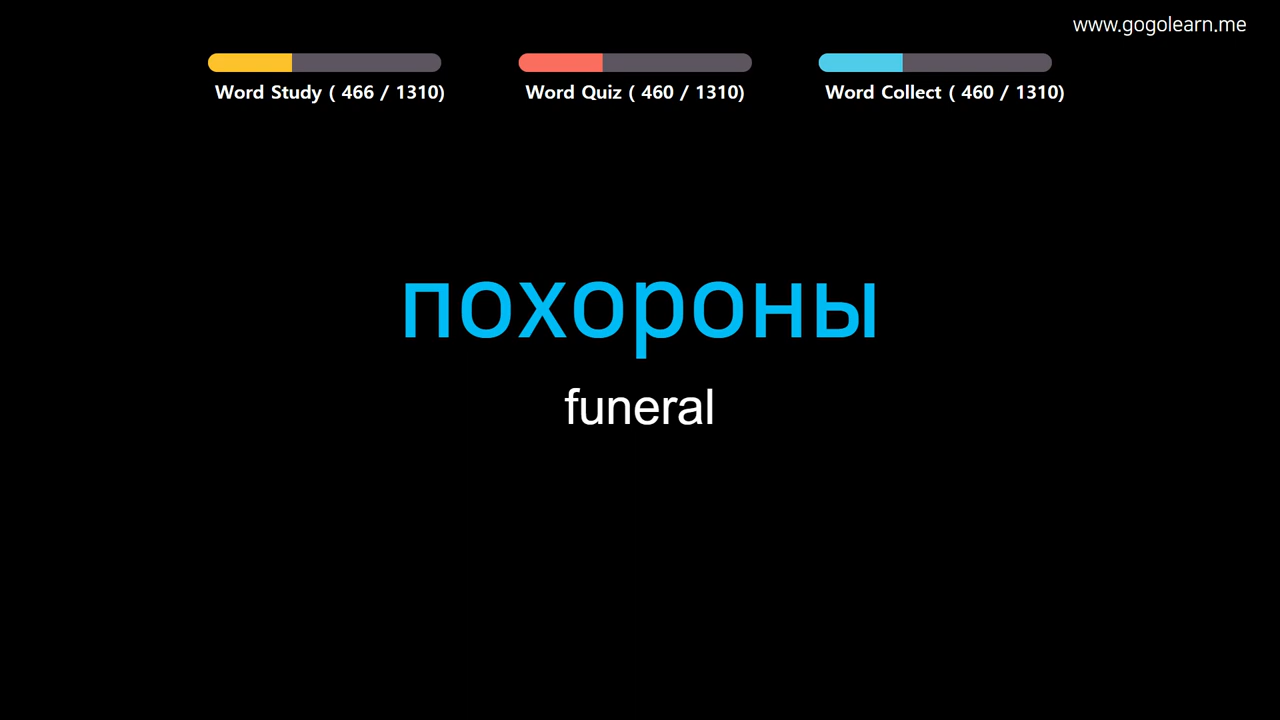 www.gogolearn.me
Word Study ( 466 / 1310)
Word Quiz ( 460 / 1310)
Word Collect ( 460 / 1310)
похороны
funeral